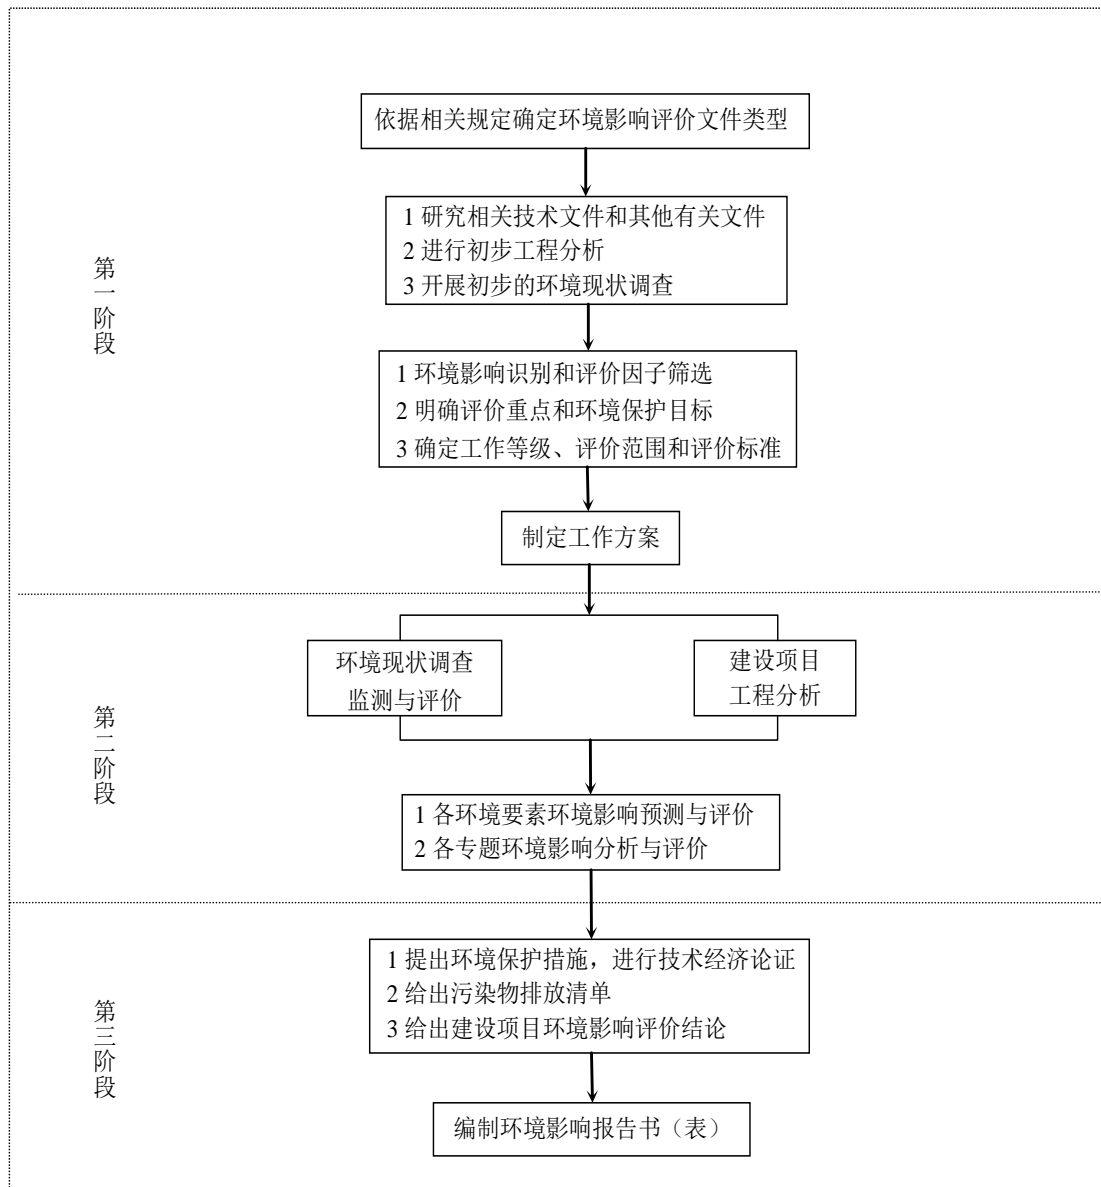 依据相关规定确定环境影响评价文件类型
1 研究相关技术文件和其他有关文件
2 进行初步工程分析
3 开展初步的环境现状调查
第一阶段
1 环境影响识别和评价因子筛选
2 明确评价重点和环境保护目标
3 确定工作等级、评价范围和评价标准
制定工作方案
环境现状调查
监测与评价
建设项目
工程分析
第二阶段
1 各环境要素环境影响预测与评价
2 各专题环境影响分析与评价
1 提出环境保护措施，进行技术经济论证
2 给出污染物排放清单
3 给出建设项目环境影响评价结论
第三阶段
编制环境影响报告书（表）